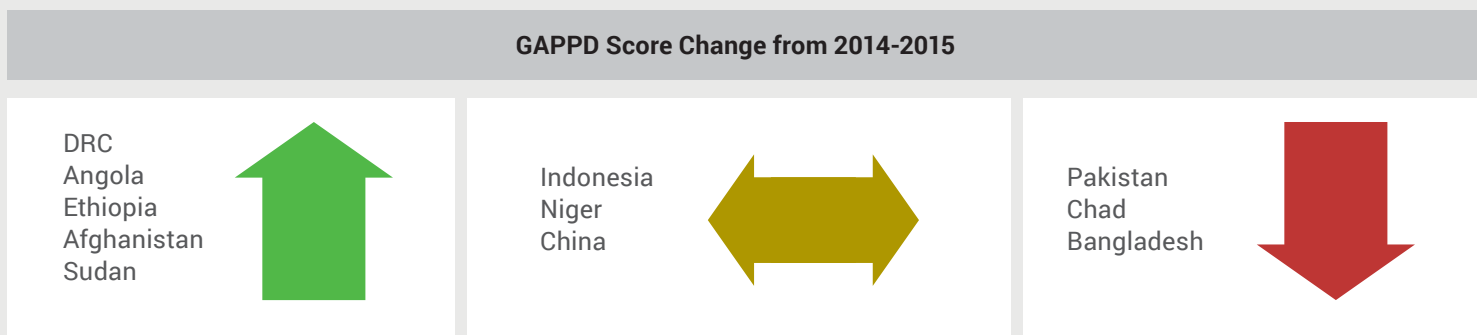 GAPPD Score Change from 2014-2015
DRC
Angola
Ethiopia
Afghanistan
Sudan
Indonesia
Niger
China
Pakistan
Chad
Bangladesh